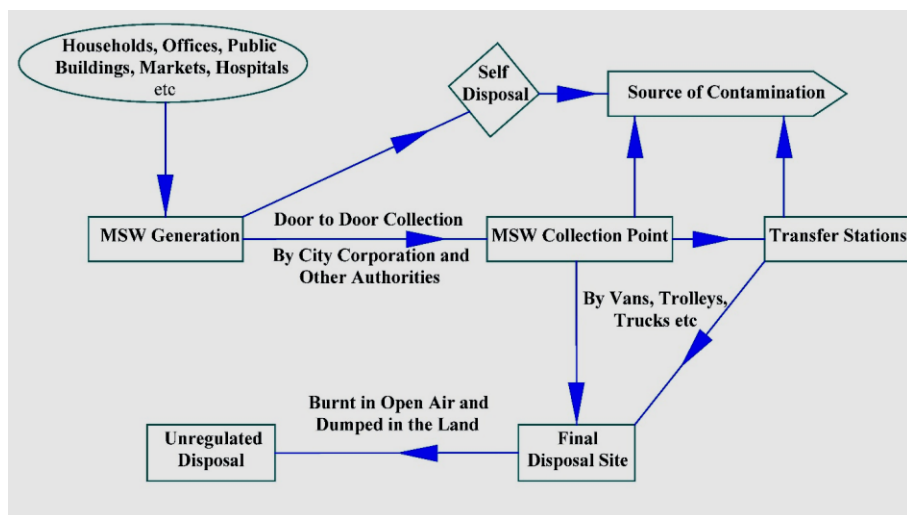 Households, Offices, Public
Buildings, Markets, Hospitals
etc
Self
Disposal
Source of Contamination
MSW Generation
Door to Door Collection
By City Corporation and
Other Authorities
MSW Collection Point
Transfer Stations
By Vans, Trolleys,
Trucks etc
Burnt in Open Air and
Dumped in the Land
Unregulated
Disposal
Final
Disposal Site